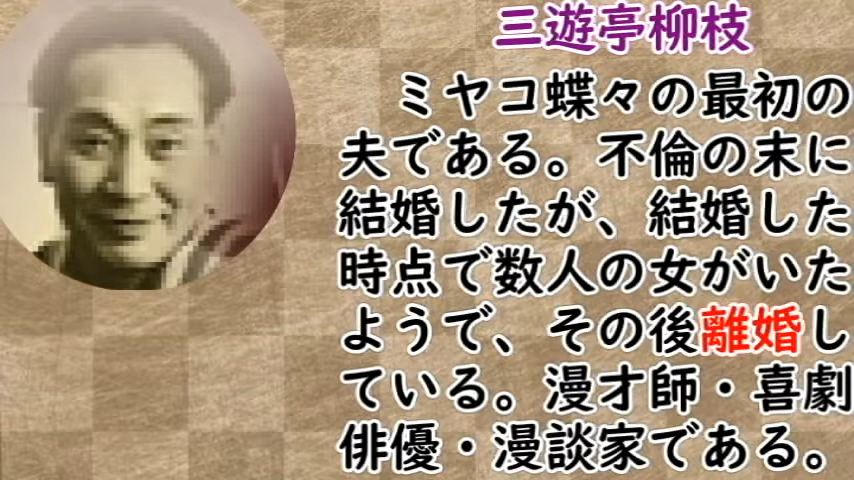 三遊亭柳枝
ミヤコ蝶々の最初の
夫である。不倫の末に
結婚したが、結婚した
時点で数人の女がいた
ようで、その後離婚し
ている。漫才師・喜劇
俳優・漫談家である。